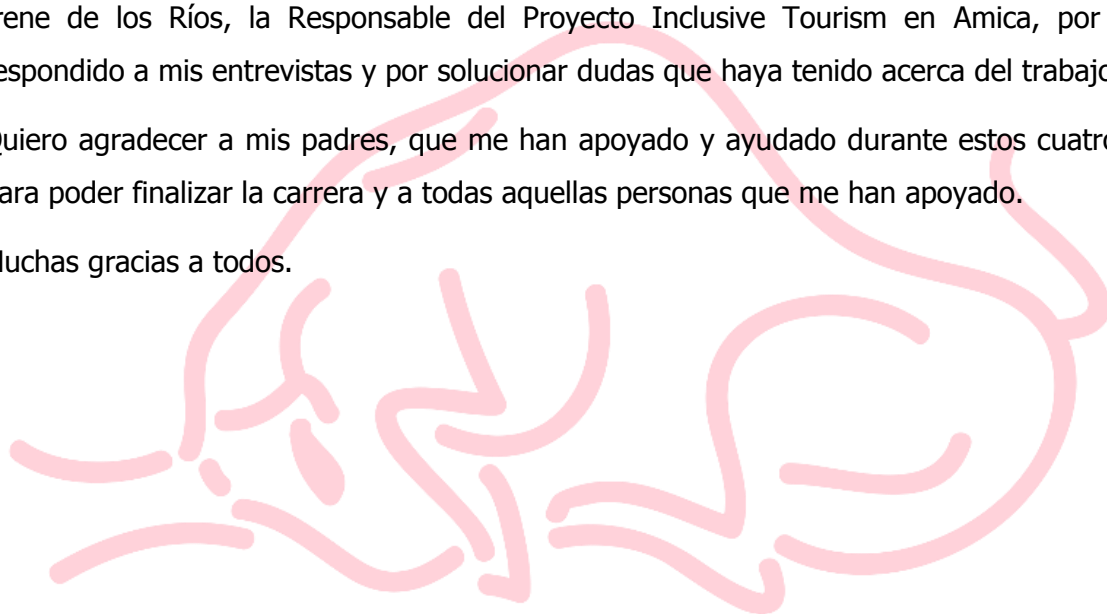 rene de los Ríos, la Responsable del Proyecto Inclusive Tourism en Amica, por
espondido a mis entrevistas y por solucionar dudas que haya tenido acerca del trabajo
uiero agradecer a mis padres, que me han apoyado y ayudado durante estos cuatro
ara poder finalizar la carrera y a todas aquellas personas que me han apoyado.
uchas gracias a todos.